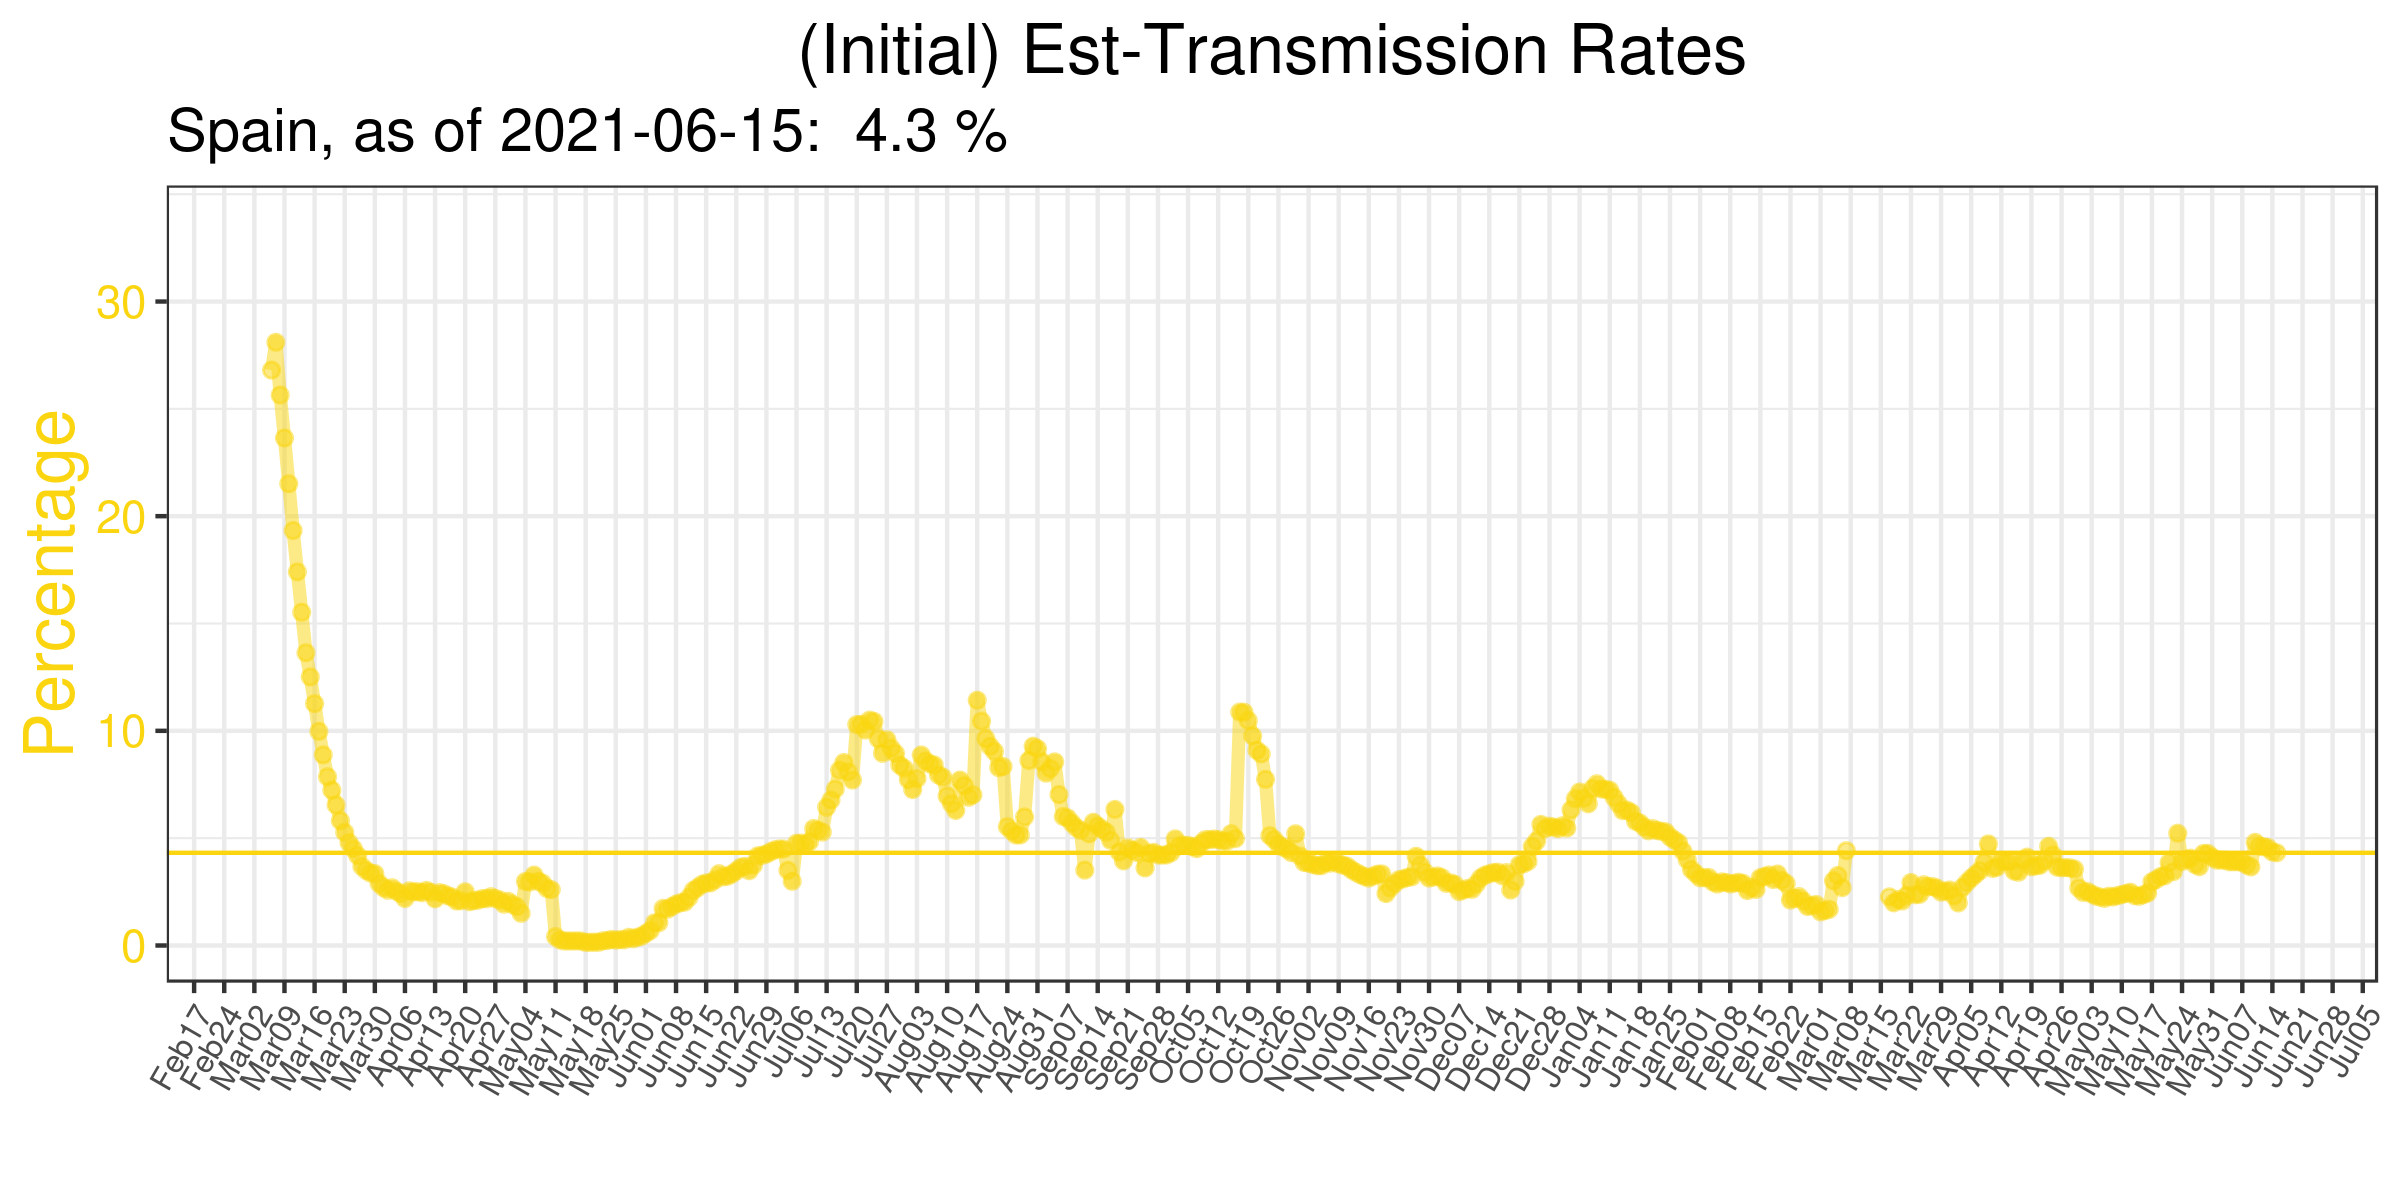 (Initial) Est-Transmission Rates
Spain, as of 2021-06-15:  4.3 %
Percentage
30
20
10
0
Feb17 Feb24 Mar02 Mar09 Mar16 Mar23 Mar30 Apr06 Apr13 Apr20 Apr27 May04 May11 May18 May25 Jun01 Jun08 Jun15 Jun22 Jun29 Jul06 Jul13 Jul20 Jul27 Aug03 Aug10 Aug17 Aug24 Aug31 Sep07 Sep14 Sep21 Sep28 Oct05 Oct12 Oct19 Oct26 Nov02 Nov09 Nov16 Nov23 Nov30 Dec07 Dec14 Dec21 Dec28 Jan04 Jan11 Jan18 Jan25 Feb01 Feb08 Feb15 Feb22 Mar01 Mar08 Mar15 Mar22 Mar29 Apr05 Apr12 Apr19 Apr26 May03 May10 May17 May24 May31 Jun07 Jun14 Jun21 Jun28 Jul05